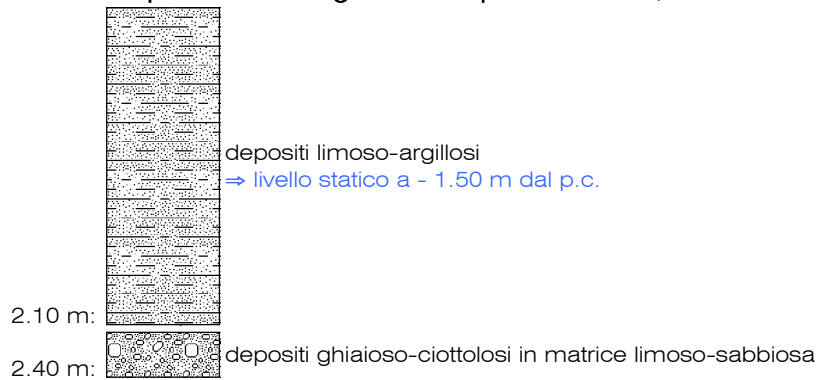 depositi limoso-argillosi
⇒ livello statico a - 1.50 m dal p.c.
2.10 m:
depositi ghiaioso-ciottolosi in matrice limoso-sabbiosa
2.40 m: